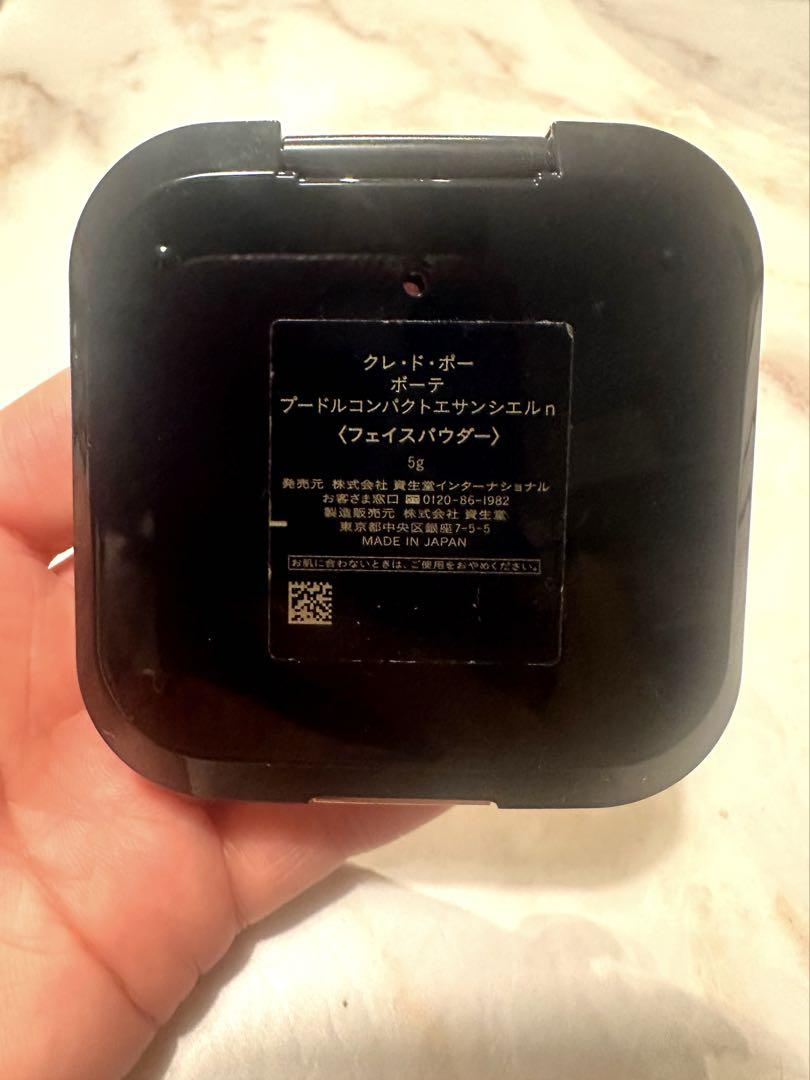 クレ・ド・ポー
ボーテ
プードルコンパクトエサンシエルn
〈フェイスパウダー〉
5g
発売元 株式会社 資生堂インターナショナル
お客さま窓口 0120-86-1982
製造販売元 株式会社 資生堂
東京都中央区銀座7-5-5
MADE IN JAPAN
お肌に合わないときは、ご使用をおやめください。